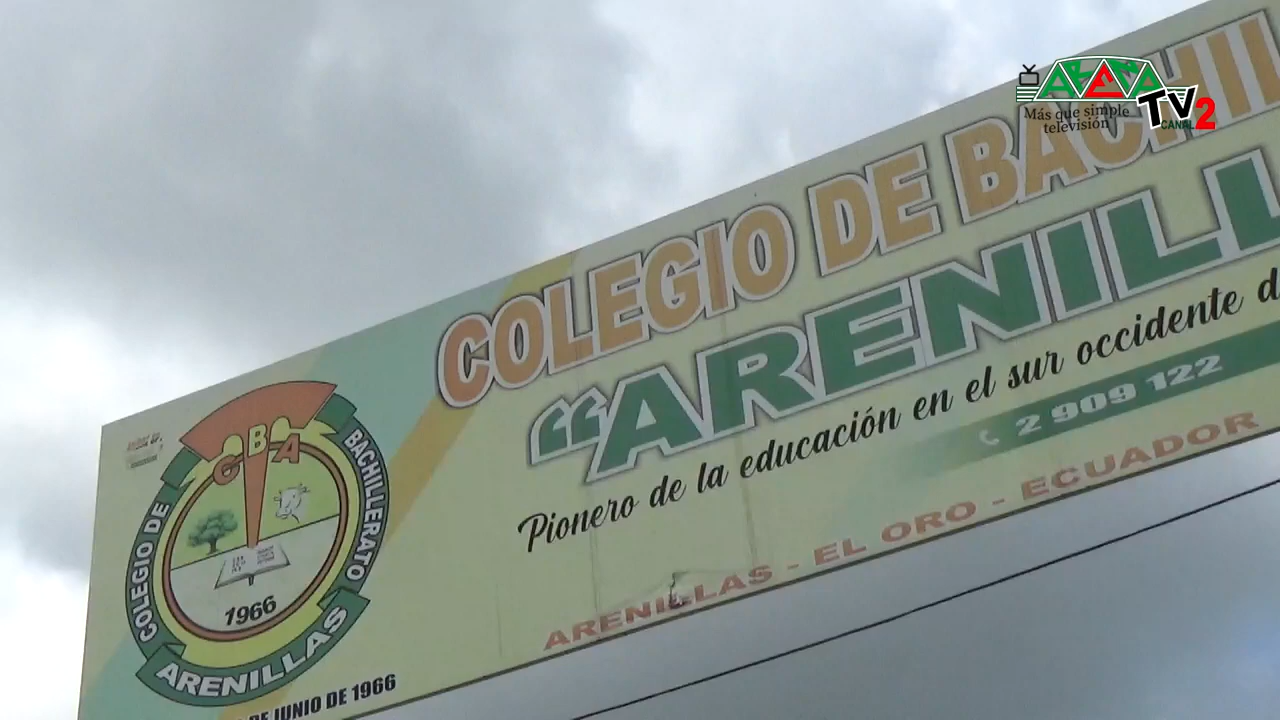 ARENA
TV
CANAL 2
Más que simple
televisión
COLEGIO DE BACHIL
“ARENILL
Pionero de la educación en el sur occidente d
2 909 122
ARENILLAS - EL ORO - ECUADOR
CBA
COLEGIO DE
BACHILLERATO
1966
ARENILLAS
DE JUNIO DE 1966